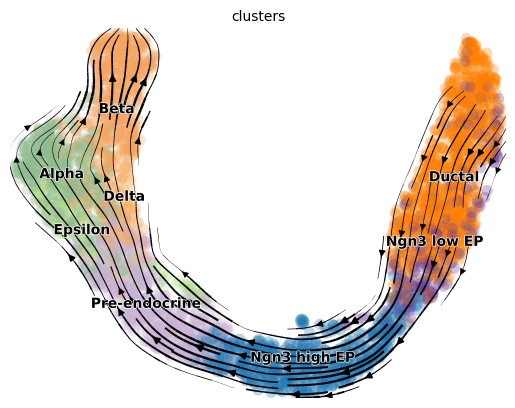 clusters
Beta
Alpha
Ductal
Delta
Epsilon
Ngn3 low EP
Pre-endocrine
Ngn3 high EP